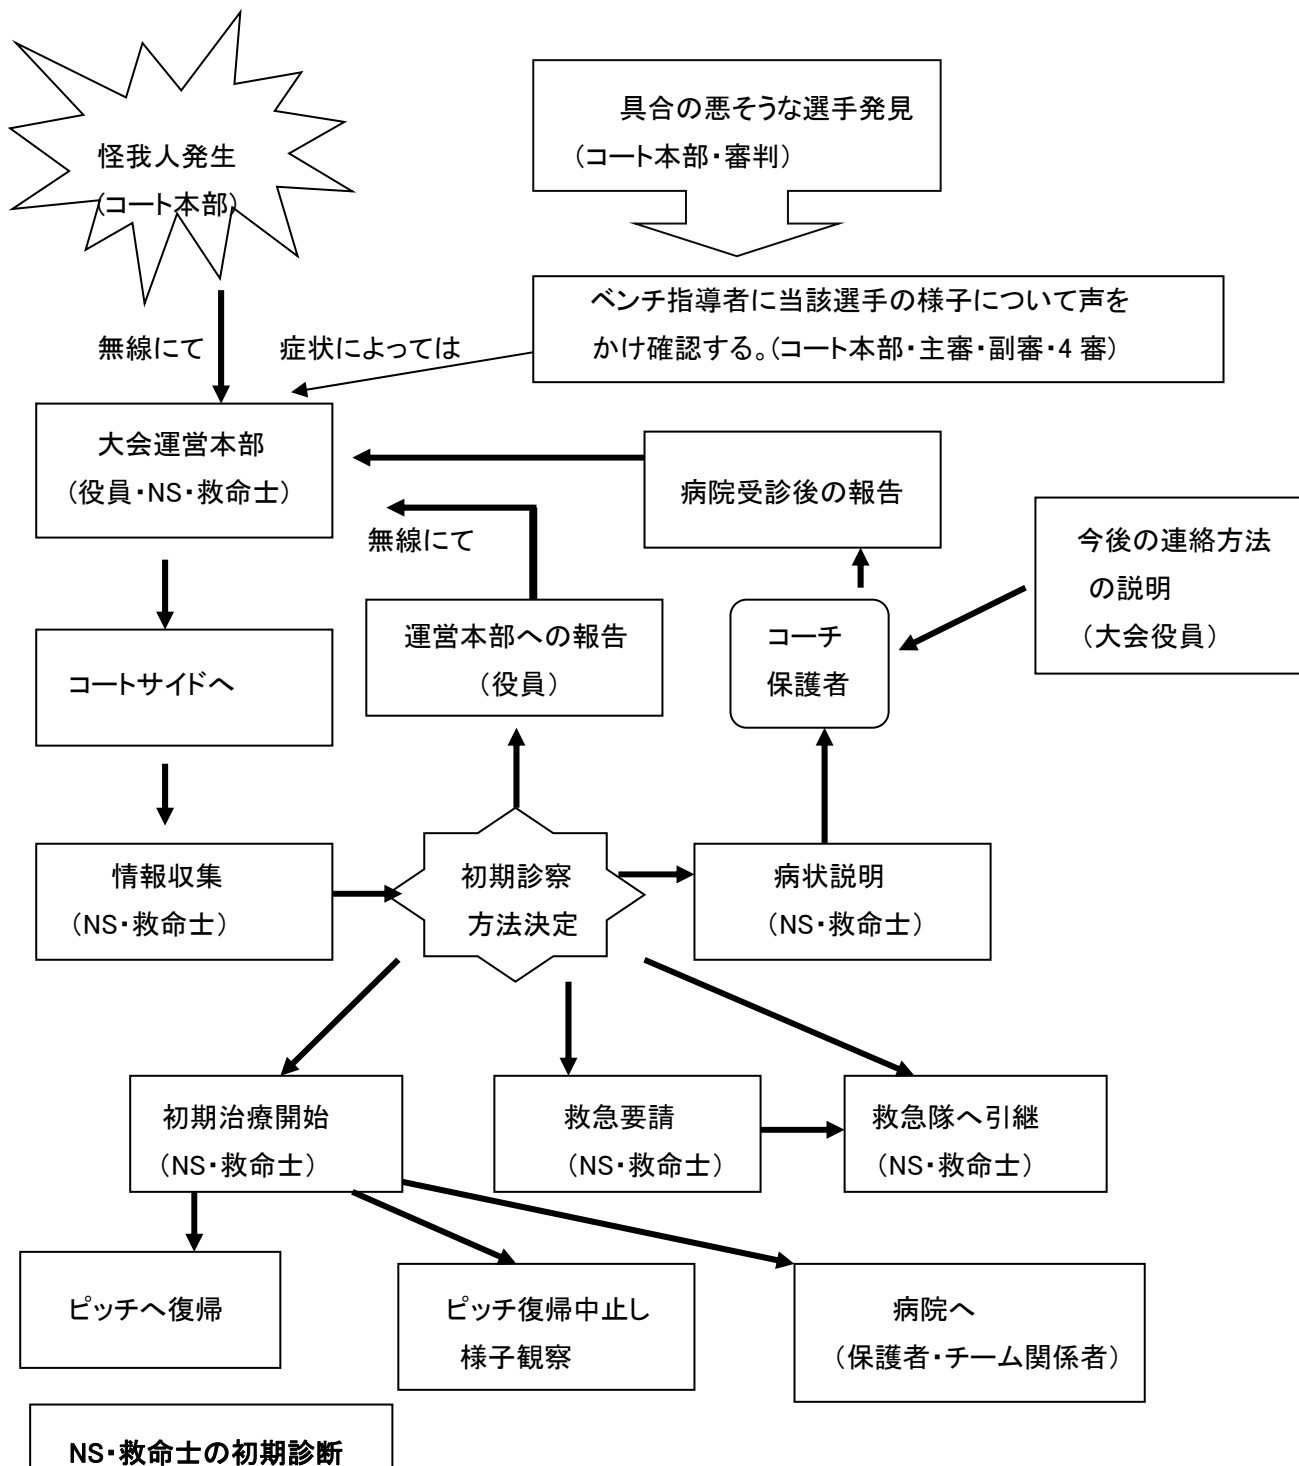 怪我人発生
(コート本部)
具合の悪そうな選手発見
（コート本部・審判）
ベンチ指導者に当該選手の様子について声を
かけ確認する。（コート本部・主審・副審・4 審）
無線にて
症状によっては
大会運営本部
（役員・NS・救命士）
病院受診後の報告
無線にて
今後の連絡方法
の説明
（大会役員）
運営本部への報告
（役員）
コーチ
保護者
コートサイドへ
情報収集
（NS・救命士）
初期診察
方法決定
病状説明
（NS・救命士）
初期治療開始
（NS・救命士）
救急要請
（NS・救命士）
救急隊へ引継
（NS・救命士）
ピッチへ復帰
ピッチ復帰中止し
様子観察
病院へ
（保護者・チーム関係者）
NS・救命士の初期診断